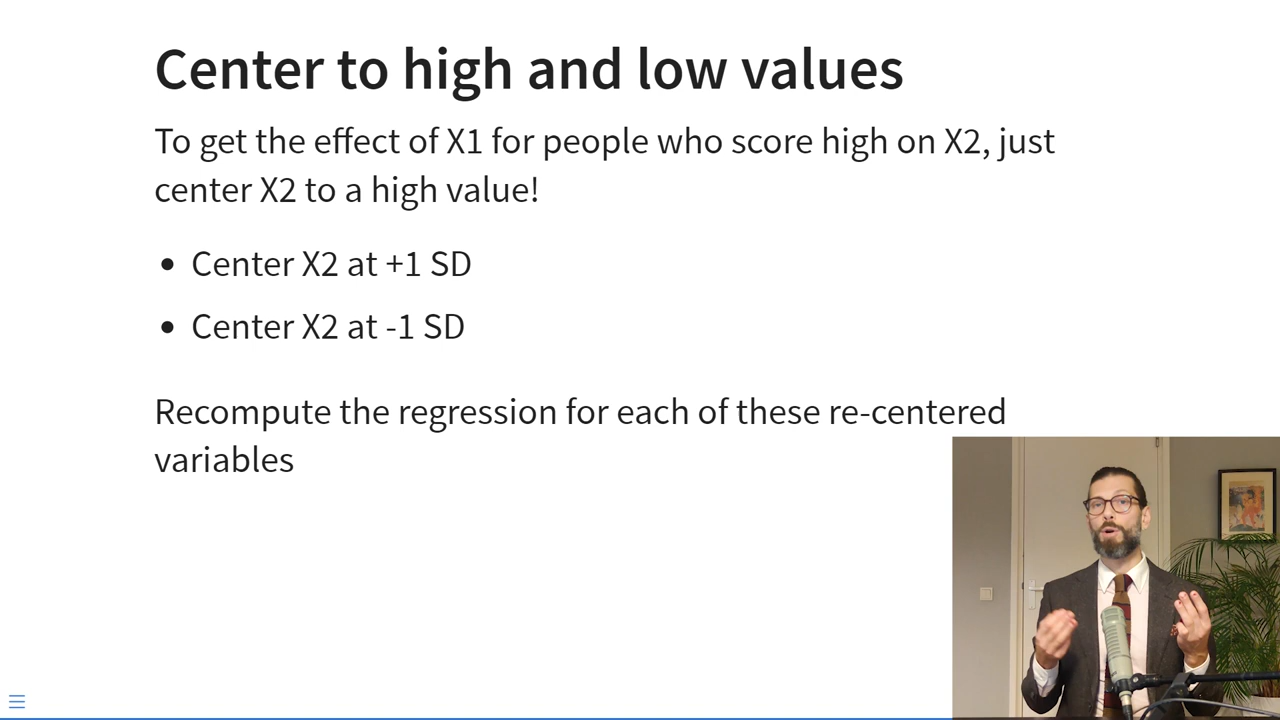 Center to high and low values
To get the effect of X1 for people who score high on X2, just
center X2 to a high value!
• Center X2 at +1 SD
• Center X2 at -1 SD
Recompute the regression for each of these re-centered
variables